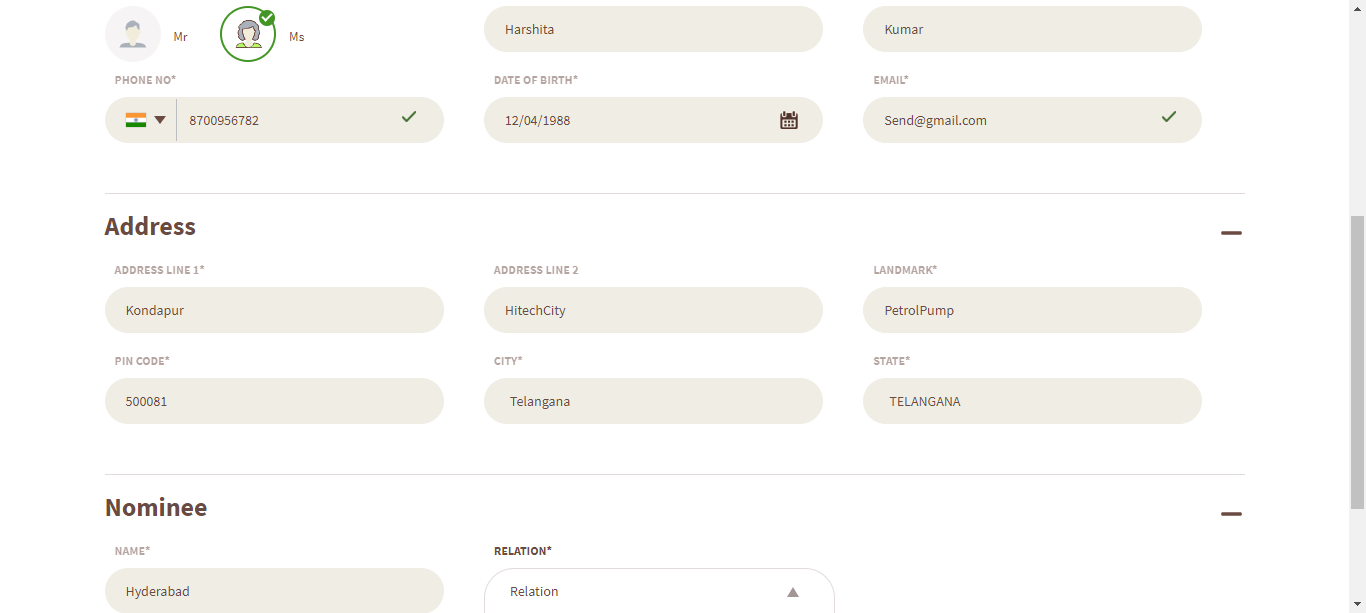 Mr
Ms
Harshita
Kumar
PHONE NO*
DATE OF BIRTH*
EMAIL*
8700956782
12/04/1988
Send@gmail.com
Address
ADDRESS LINE 1*
ADDRESS LINE 2
LANDMARK*
Kondapur
HitechCity
PetrolPump
PIN CODE*
CITY*
STATE*
500081
Telangana
TELANGANA
Nominee
NAME*
RELATION*
Hyderabad
Relation